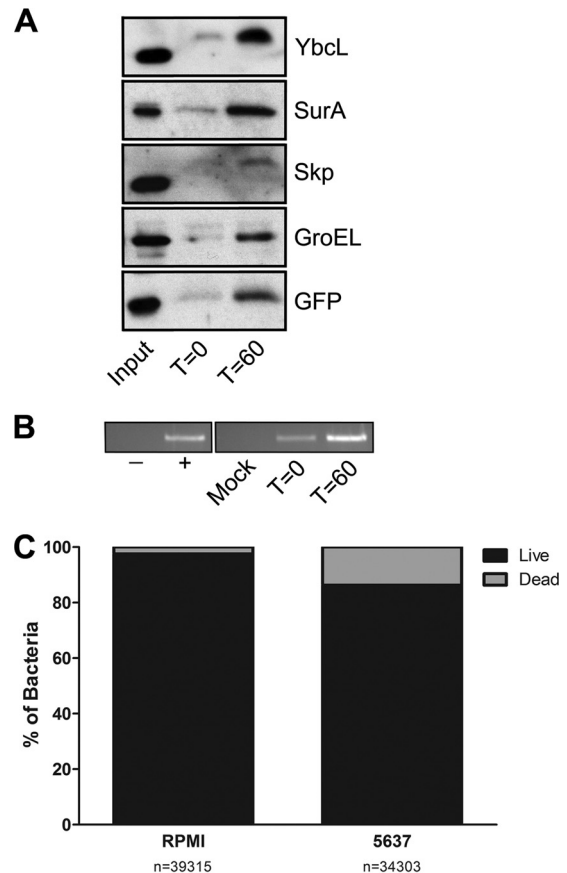 A
YbcL
SurA
Skp
GroEL
GFP
Input T=0 T=60
B
– + Mock T=0 T=60
C
100
80
60
40
20
0
% of Bacteria
Live
Dead
RPMI 5637
n=39315 n=34303